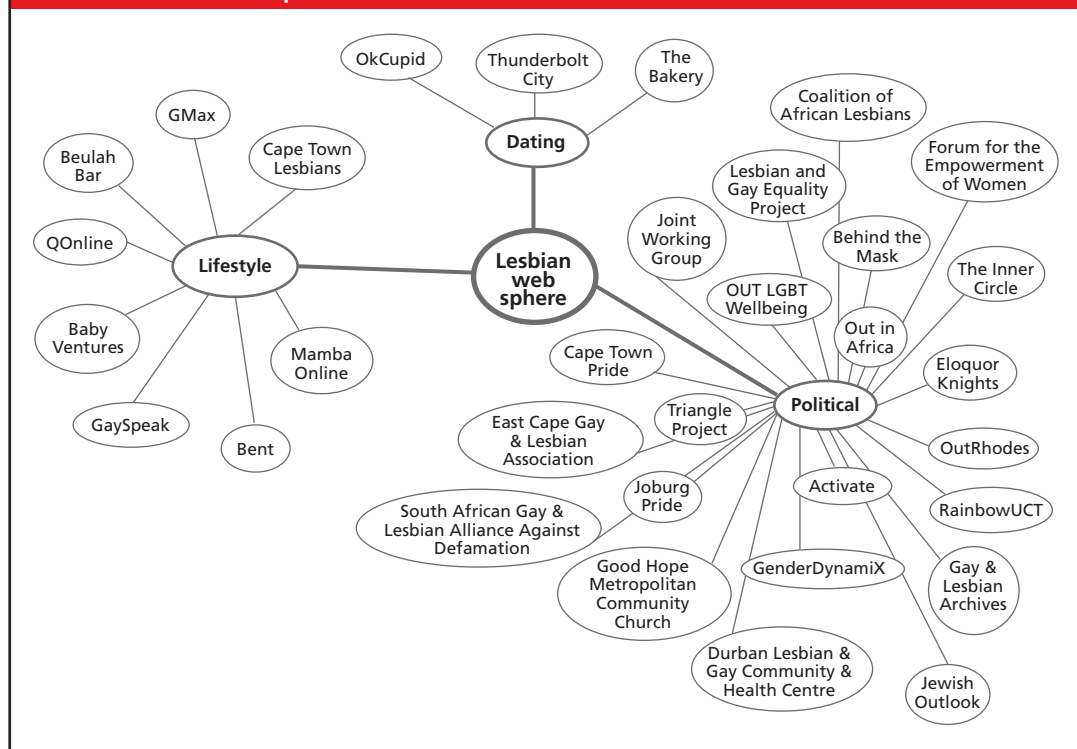 OkCupid
Thunderbolt
City
The
Bakery
Dating
GMax
Beulah
Bar
Cape Town
Lesbians
QOnline
Lifestyle
Baby
Ventures
Mamba
Online
GaySpeak
Bent
Lesbian
web
sphere
Coalition of
African Lesbians
Forum for the
Empowerment
of Women
Lesbian and
Gay Equality
Project
Joint
Working
Group
Behind the
Mask
The Inner
Circle
OUT LGBT
Wellbeing
Out in
Africa
Cape Town
Pride
Eloquor
Knights
Political
Triangle
Project
East Cape Gay
& Lesbian
Association
OutRhodes
Activate
Joburg
Pride
RainbowUCT
South African Gay &
Lesbian Alliance Against
Defamation
Good Hope
Metropolitan
Community
Church
GenderDynamiX
Gay &
Lesbian
Archives
Durban Lesbian &
Gay Community &
Health Centre
Jewish
Outlook